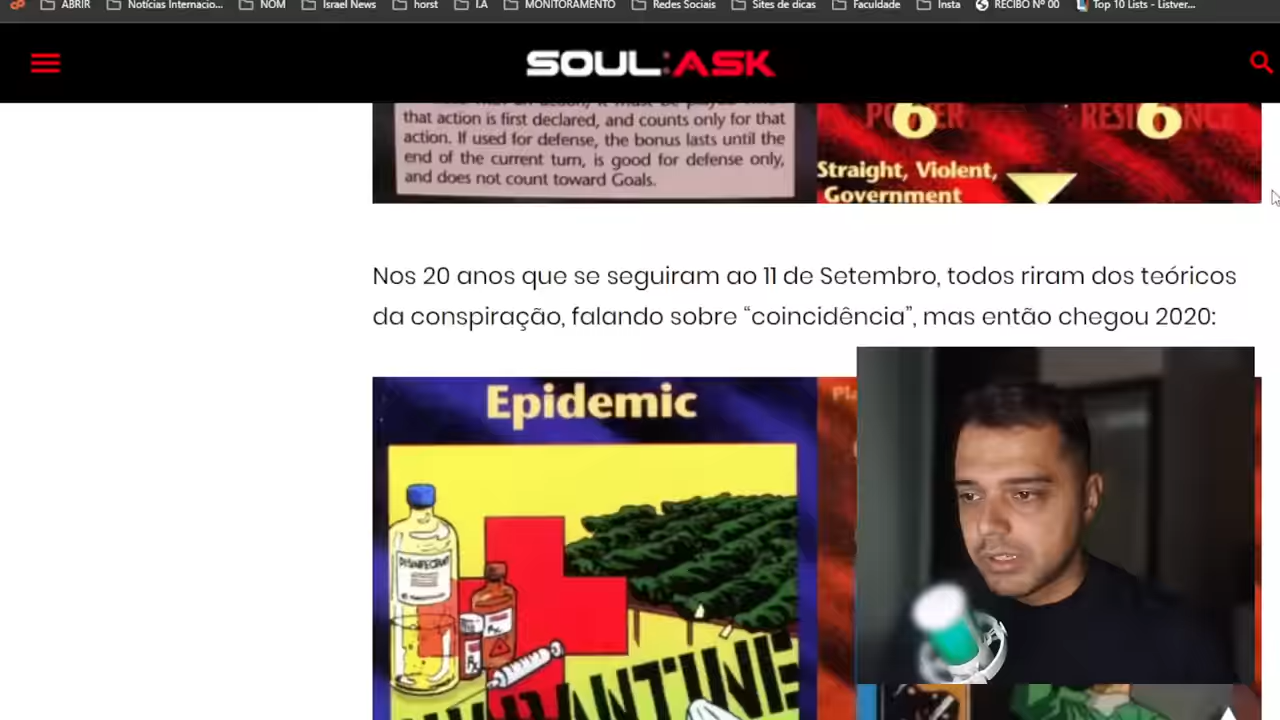 ABRIR
Notícias Internacio...
NOM
Israel News
horst
I.A
MONITORAMENTO
Redes Sociais
Sites de dicas
Faculdade
Insta
RECIBO Nº 00
Top 10 Lists - Listver...
SOUL:ASK
that action is first declared, and counts only for that
action. If used for defense, the bonus lasts until the
end of the current turn, is good for defense only,
and does not count toward Goals.
POWER
6
RESISTANCE
6
Straight, Violent,
Government
Nos 20 anos que se seguiram ao 11 de Setembro, todos riram dos teóricos
da conspiração, falando sobre “coincidência”, mas então chegou 2020:
Epidemic
DISINFECTANT
QUARANTINE